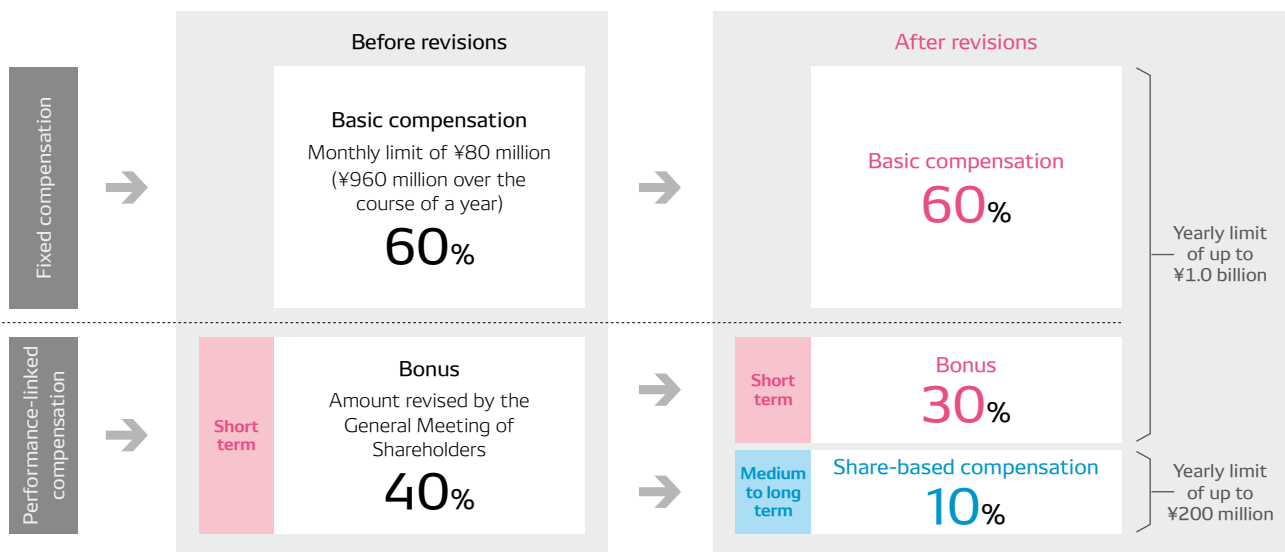 Before revisions
After revisions
Fixed compensation
Basic compensation
Monthly limit of ¥80 million
(¥960 million over the
course of a year)
60%
Basic compensation
60%
Yearly limit
of up to
¥1.0 billion
Performance-linked
compensation
Short
term
Bonus
Amount revised by the
General Meeting of
Shareholders
40%
Short
term
Bonus
30%
Medium
to long
term
Share-based compensation
10%
Yearly limit
of up to
¥200 million